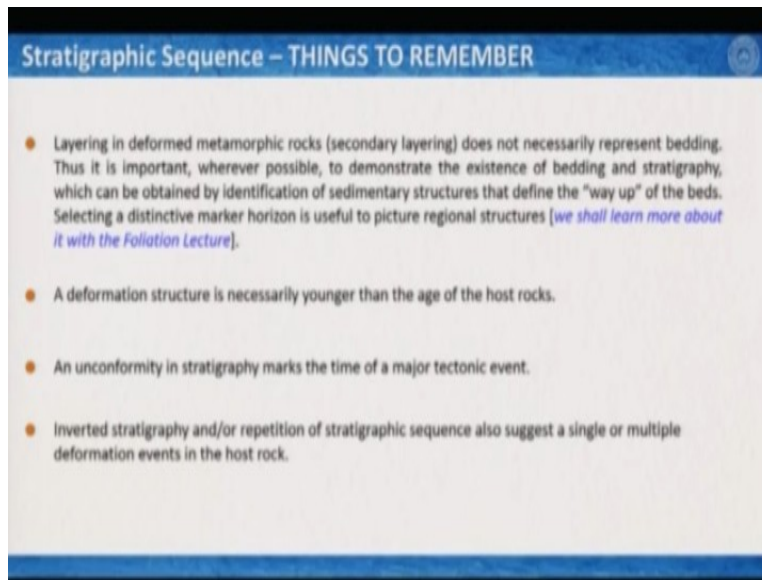 Stratigraphic Sequence – THINGS TO REMEMBER
Layering in deformed metamorphic rocks (secondary layering) does not necessarily represent bedding.
Thus it is important, wherever possible, to demonstrate the existence of bedding and stratigraphy,
which can be obtained by identification of sedimentary structures that define the "way up" of the beds.
Selecting a distinctive marker horizon is useful to picture regional structures [we shall learn more about
it with the Foliation Lecture].
A deformation structure is necessarily younger than the age of the host rocks.
An unconformity in stratigraphy marks the time of a major tectonic event.
Inverted stratigraphy and/or repetition of stratigraphic sequence also suggest a single or multiple
deformation events in the host rock.